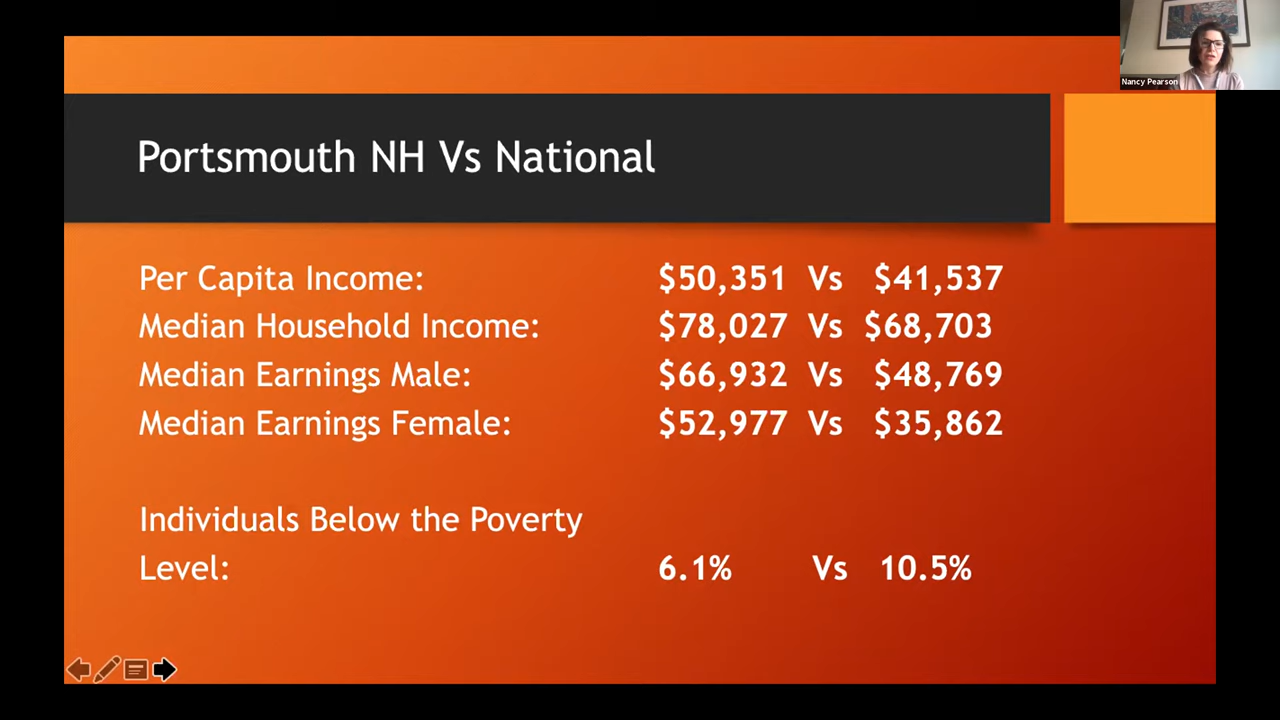 Nancy Pearson
Portsmouth NH Vs National
Per Capita Income: $50,351 Vs $41,537
Median Household Income: $78,027 Vs $68,703
Median Earnings Male: $66,932 Vs $48,769
Median Earnings Female: $52,977 Vs $35,862
Individuals Below the Poverty
Level: 6.1% Vs 10.5%